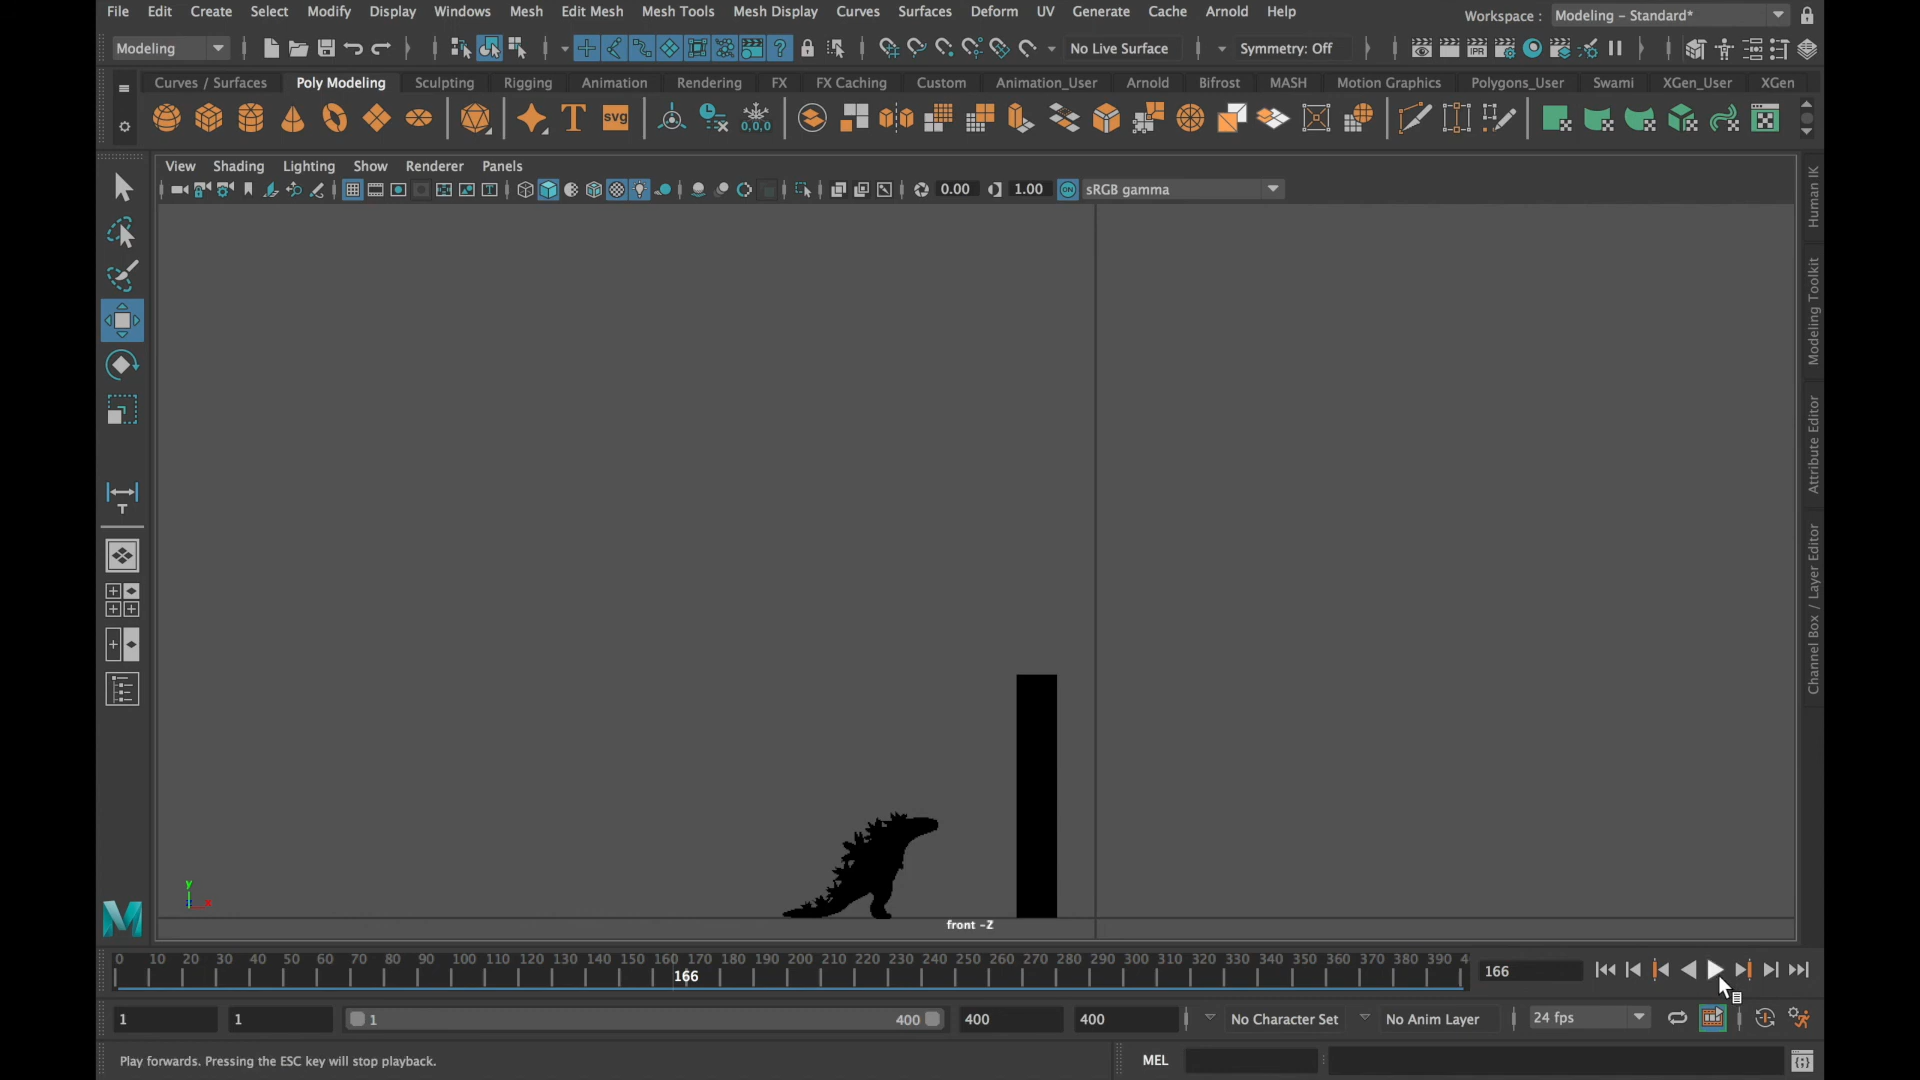 File Edit Create Select Modify Display Windows Mesh Edit Mesh Mesh Tools Mesh Display Curves Surfaces Deform UV Generate Cache Arnold Help Workspace : Modeling - Standard*
Modeling No Live Surface Symmetry: Off
Curves / Surfaces Poly Modeling Sculpting Rigging Animation Rendering FX FX Caching Custom Animation_User Arnold Bifrost MASH Motion Graphics Polygons_User Swami XGen_User XGen
T SVG 0,0,0
View Shading Lighting Show Renderer Panels
IPR
0.00 1.00 ON sRGB gamma
Human IK
Modeling Toolkit
Attribute Editor
Channel Box / Layer Editor
T
y
z x
M
front -Z
0 10 20 30 40 50 60 70 80 90 100 110 120 130 140 150 160 170 180 190 200 210 220 230 240 250 260 270 280 290 300 310 320 330 340 350 360 370 380 390 4
166 166
1 1 1 400 400 400 No Character Set No Anim Layer 24 fps
Play forwards. Pressing the ESC key will stop playback. MEL